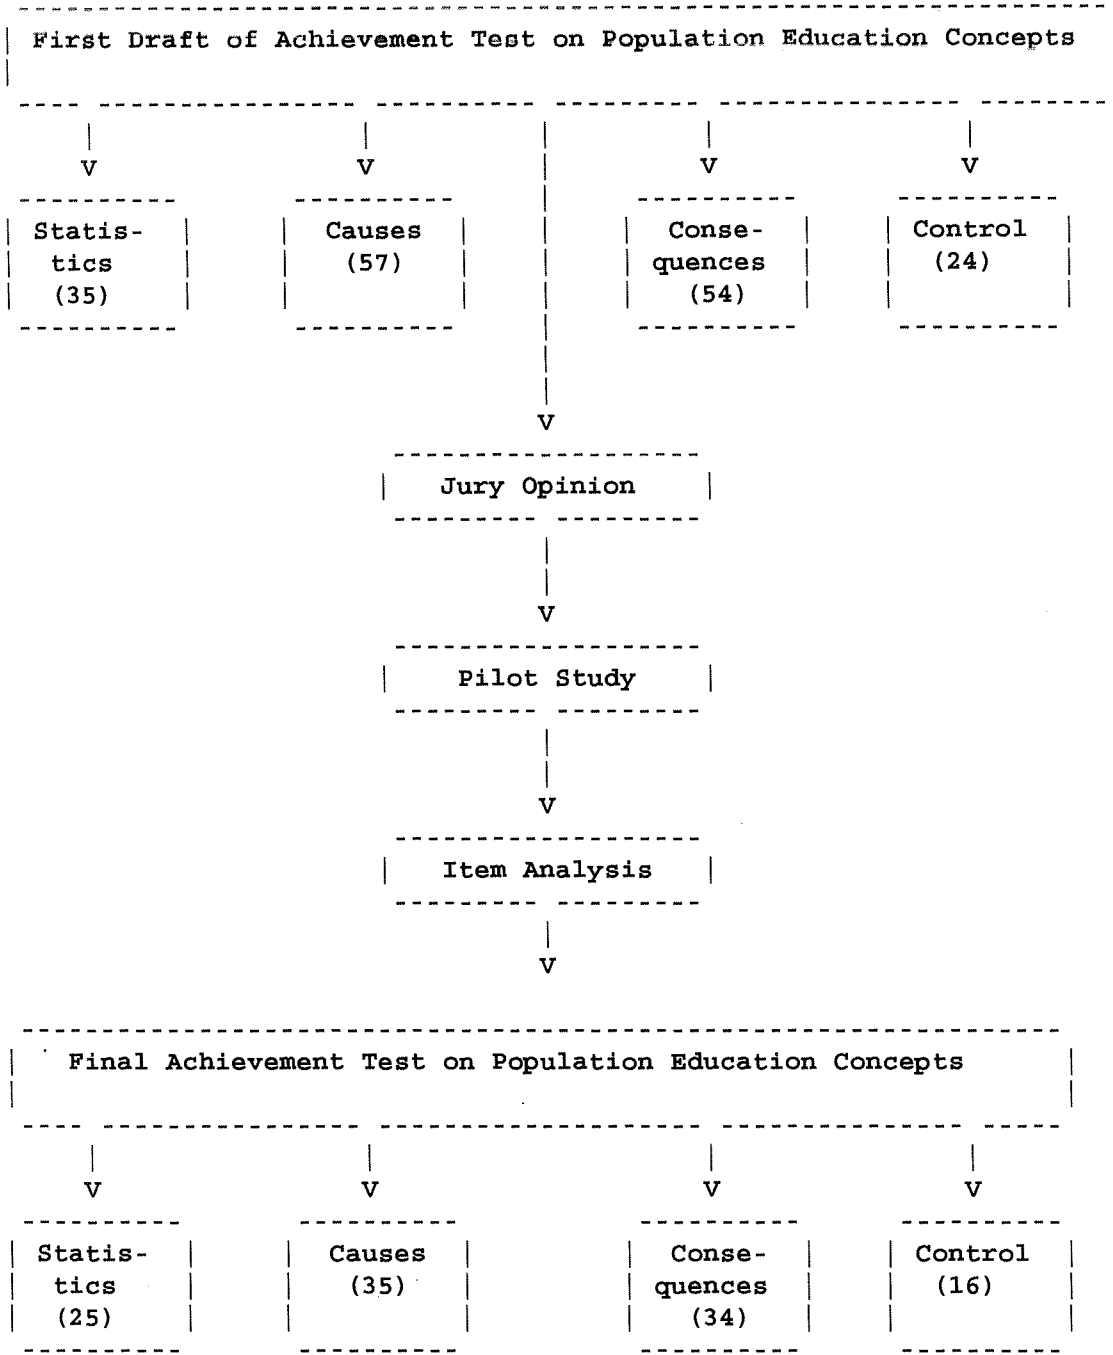 First Draft of Achievement Test on Population Education Concepts
V V V V
Statis- Causes Conse- Control
tics (57) quences (24)
(35) (54)
V
Jury Opinion
V
Pilot Study
V
Item Analysis
V
Final Achievement Test on Population Education Concepts
V V V V
Statis- Causes Conse- Control
tics (35) quences (16)
(25) (34)